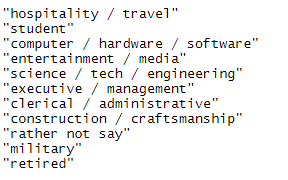 "hospitality / travel"
"student"
"computer / hardware / software"
"entertainment / media"
"science / tech / engineering"
"executive / management"
"clerical / administrative"
"construction / craftsmanship"
"rather not say"
"military"
"retired"